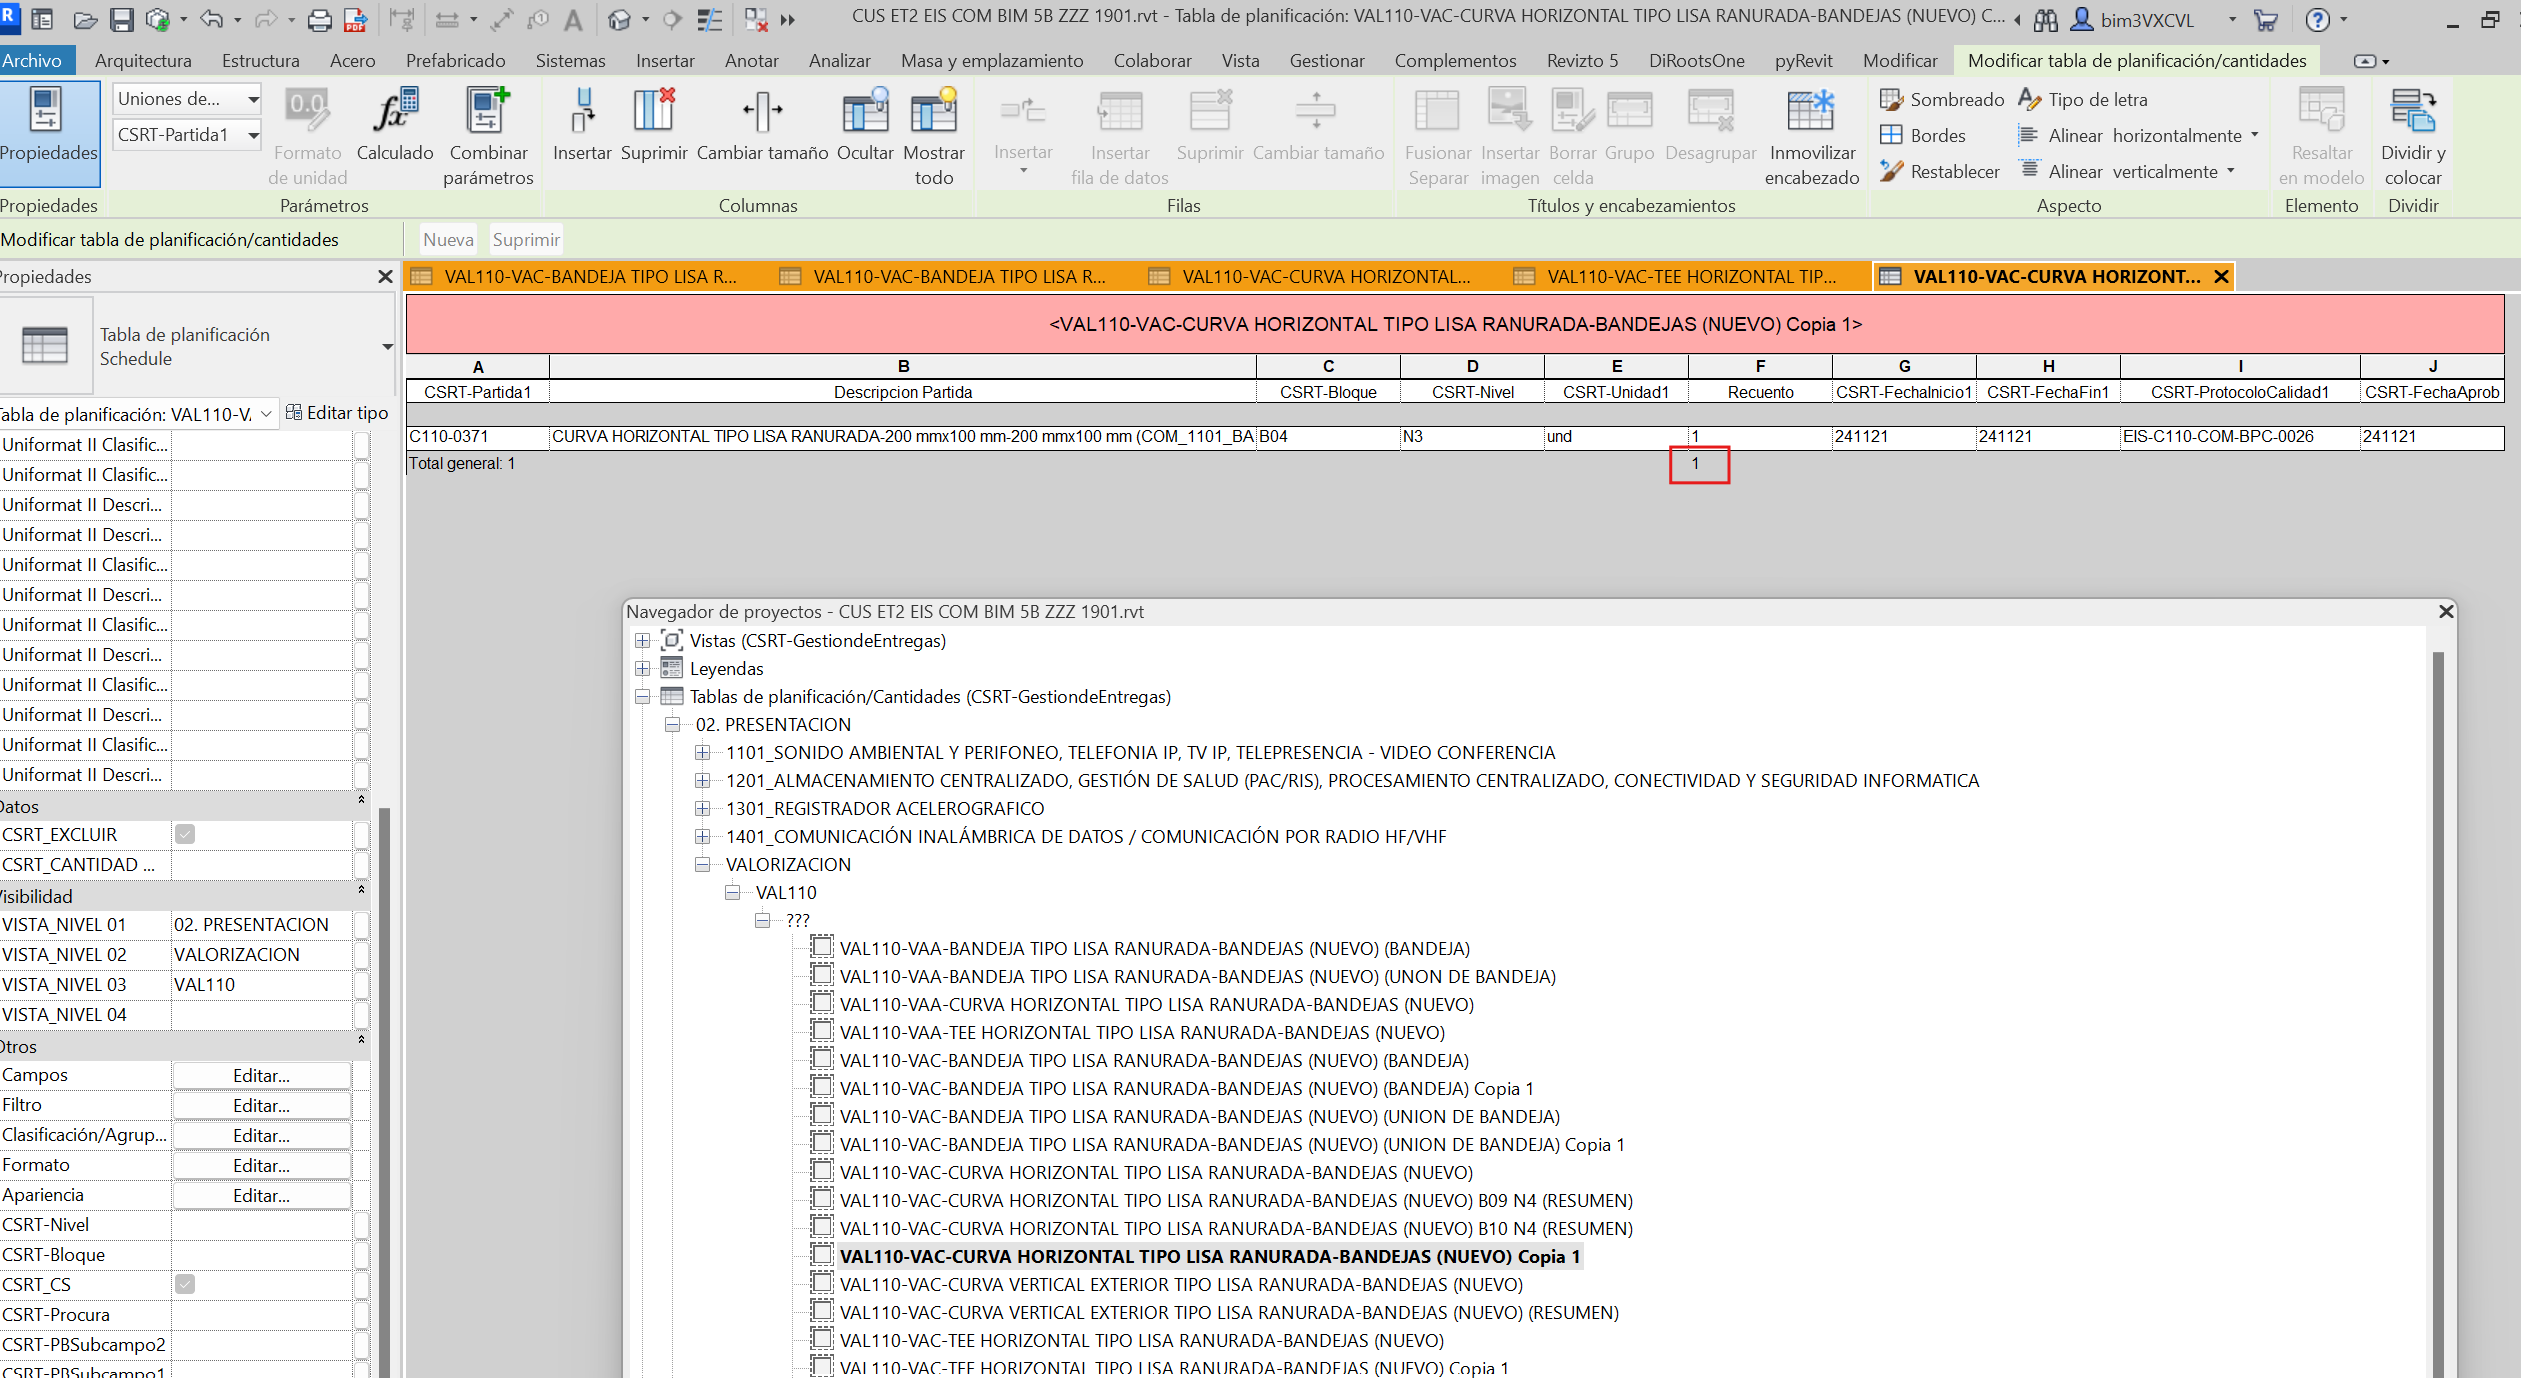 CUS ET2 EIS COM BIM 5B ZZZ 1901.rvt - Tabla de planificación: VAL110-VAC-CURVA HORIZONTAL TIPO LISA RANURADA-BANDEJAS (NUEVO) C...
bim3VXCVL
Archivo Arquitectura Estructura Acero Prefabricado Sistemas Insertar Anotar Analizar Masa y emplazamiento Colaborar Vista Gestionar Complementos Revizto 5 DiRootsOne pyRevit Modificar Modificar tabla de planificación/cantidades
Uniones de...
CSRT-Partida1
Propiedades
Formato de unidad
Calculado
Combinar parámetros
Insertar
Suprimir
Cambiar tamaño
Ocultar
Mostrar todo
Insertar
Insertar fila de datos
Suprimir
Cambiar tamaño
Fusionar Separar
Insertar imagen
Borrar celda
Grupo
Desagrupar
Inmovilizar encabezado
Sombreado
Bordes
Restablecer
Tipo de letra
Alinear horizontalmente
Alinear verticalmente
Resaltar en modelo
Dividir y colocar
Propiedades Parámetros Columnas Filas Títulos y encabezamientos Aspecto Elemento Dividir
Modificar tabla de planificación/cantidades Nueva Suprimir
Propiedades
VAL110-VAC-BANDEJA TIPO LISA R...
VAL110-VAC-BANDEJA TIPO LISA R...
VAL110-VAC-CURVA HORIZONTAL...
VAL110-VAC-TEE HORIZONTAL TIP...
VAL110-VAC-CURVA HORIZONT...
Tabla de planificación
Schedule
Tabla de planificación: VAL110-V
Editar tipo
Uniformat II Clasific...
Uniformat II Clasific...
Uniformat II Descri...
Uniformat II Descri...
Uniformat II Clasific...
Uniformat II Descri...
Uniformat II Clasific...
Uniformat II Descri...
Uniformat II Clasific...
Uniformat II Descri...
Uniformat II Clasific...
Uniformat II Descri...
Datos
CSRT_EXCLUIR
CSRT_CANTIDAD ...
Visibilidad
VISTA_NIVEL 01 02. PRESENTACION
VISTA_NIVEL 02 VALORIZACION
VISTA_NIVEL 03 VAL110
VISTA_NIVEL 04
Otros
Campos Editar...
Filtro Editar...
Clasificación/Agrup... Editar...
Formato Editar...
Apariencia Editar...
CSRT-Nivel
CSRT-Bloque
CSRT_CS
CSRT-Procura
CSRT-PBSubcampo2
CSRT-PBSubcampo1
<VAL110-VAC-CURVA HORIZONTAL TIPO LISA RANURADA-BANDEJAS (NUEVO) Copia 1>
A B C D E F G H I J
CSRT-Partida1 Descripcion Partida CSRT-Bloque CSRT-Nivel CSRT-Unidad1 Recuento CSRT-FechaInicio1 CSRT-FechaFin1 CSRT-ProtocoloCalidad1 CSRT-FechaAprob
C110-0371 CURVA HORIZONTAL TIPO LISA RANURADA-200 mmx100 mm-200 mmx100 mm (COM_1101_BA B04 N3 und 1 241121 241121 EIS-C110-COM-BPC-0026 241121
Total general: 1 1
Navegador de proyectos - CUS ET2 EIS COM BIM 5B ZZZ 1901.rvt
Vistas (CSRT-GestiondeEntregas)
Leyendas
Tablas de planificación/Cantidades (CSRT-GestiondeEntregas)
02. PRESENTACION
1101_SONIDO AMBIENTAL Y PERIFONEO, TELEFONIA IP, TV IP, TELEPRESENCIA - VIDEO CONFERENCIA
1201_ALMACENAMIENTO CENTRALIZADO, GESTIÓN DE SALUD (PAC/RIS), PROCESAMIENTO CENTRALIZADO, CONECTIVIDAD Y SEGURIDAD INFORMATICA
1301_REGISTRADOR ACELEROGRAFICO
1401_COMUNICACIÓN INALÁMBRICA DE DATOS / COMUNICACIÓN POR RADIO HF/VHF
VALORIZACION
VAL110
???
VAL110-VAA-BANDEJA TIPO LISA RANURADA-BANDEJAS (NUEVO) (BANDEJA)
VAL110-VAA-BANDEJA TIPO LISA RANURADA-BANDEJAS (NUEVO) (UNON DE BANDEJA)
VAL110-VAA-CURVA HORIZONTAL TIPO LISA RANURADA-BANDEJAS (NUEVO)
VAL110-VAA-TEE HORIZONTAL TIPO LISA RANURADA-BANDEJAS (NUEVO)
VAL110-VAC-BANDEJA TIPO LISA RANURADA-BANDEJAS (NUEVO) (BANDEJA)
VAL110-VAC-BANDEJA TIPO LISA RANURADA-BANDEJAS (NUEVO) (BANDEJA) Copia 1
VAL110-VAC-BANDEJA TIPO LISA RANURADA-BANDEJAS (NUEVO) (UNION DE BANDEJA)
VAL110-VAC-BANDEJA TIPO LISA RANURADA-BANDEJAS (NUEVO) (UNION DE BANDEJA) Copia 1
VAL110-VAC-CURVA HORIZONTAL TIPO LISA RANURADA-BANDEJAS (NUEVO)
VAL110-VAC-CURVA HORIZONTAL TIPO LISA RANURADA-BANDEJAS (NUEVO) B09 N4 (RESUMEN)
VAL110-VAC-CURVA HORIZONTAL TIPO LISA RANURADA-BANDEJAS (NUEVO) B10 N4 (RESUMEN)
VAL110-VAC-CURVA HORIZONTAL TIPO LISA RANURADA-BANDEJAS (NUEVO) Copia 1
VAL110-VAC-CURVA VERTICAL EXTERIOR TIPO LISA RANURADA-BANDEJAS (NUEVO)
VAL110-VAC-CURVA VERTICAL EXTERIOR TIPO LISA RANURADA-BANDEJAS (NUEVO) (RESUMEN)
VAL110-VAC-TEE HORIZONTAL TIPO LISA RANURADA-BANDEJAS (NUEVO)
VAL110-VAC-TEE HORIZONTAL TIPO LISA RANURADA-BANDEJAS (NUEVO) Copia 1